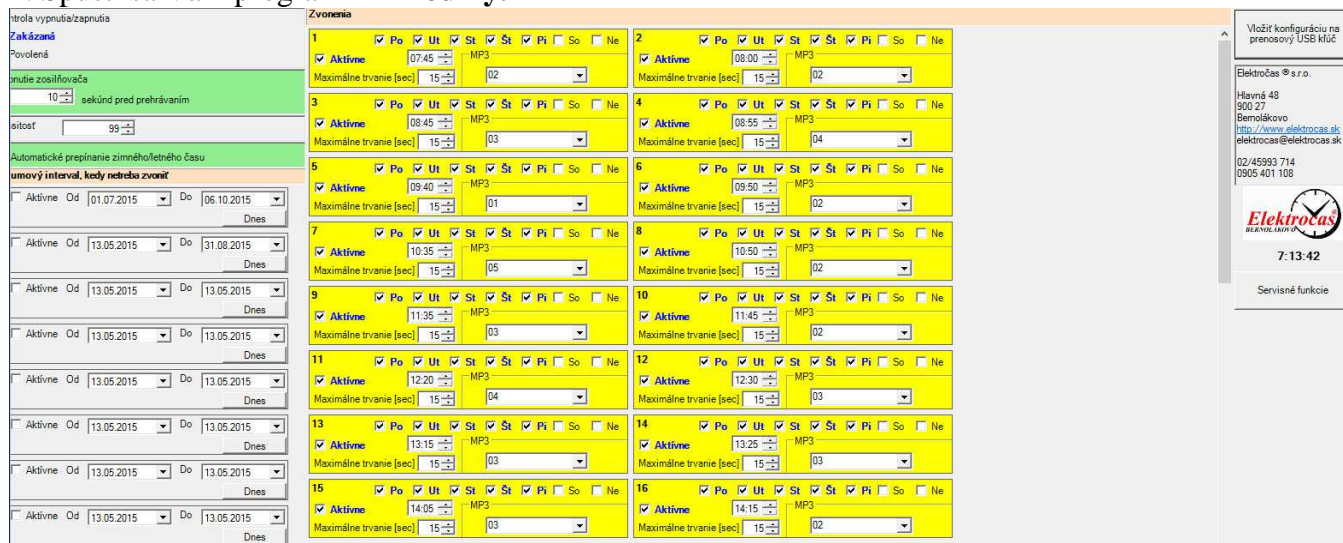 program
ntrola vypnutia/zapnutia
Zakázaná
Povolená
pnutie zosilňovača
10 sekúnd pred prehrávaním
sitosť 99
Automatické prepínanie zimného/letného času
umový interval, kedy netreba zvoniť
Aktívne Od 01.07.2015 Do 06.10.2015
Dnes
Aktívne Od 13.05.2015 Do 31.08.2015
Dnes
Aktívne Od 13.05.2015 Do 13.05.2015
Dnes
Aktívne Od 13.05.2015 Do 13.05.2015
Dnes
Aktívne Od 13.05.2015 Do 13.05.2015
Dnes
Aktívne Od 13.05.2015 Do 13.05.2015
Dnes
Aktívne Od 13.05.2015 Do 13.05.2015
Dnes
Aktívne Od 13.05.2015 Do 13.05.2015
Dnes
Zvonenia
1 Po Ut St Št Pi So Ne
Aktívne 07:45 MP3
Maximálne trvanie [sec] 15 02
2 Po Ut St Št Pi So Ne
Aktívne 08:00 MP3
Maximálne trvanie [sec] 15 02
3 Po Ut St Št Pi So Ne
Aktívne 08:45 MP3
Maximálne trvanie [sec] 15 03
4 Po Ut St Št Pi So Ne
Aktívne 08:55 MP3
Maximálne trvanie [sec] 15 04
5 Po Ut St Št Pi So Ne
Aktívne 09:40 MP3
Maximálne trvanie [sec] 15 01
6 Po Ut St Št Pi So Ne
Aktívne 09:50 MP3
Maximálne trvanie [sec] 15 02
7 Po Ut St Št Pi So Ne
Aktívne 10:35 MP3
Maximálne trvanie [sec] 15 05
8 Po Ut St Št Pi So Ne
Aktívne 10:50 MP3
Maximálne trvanie [sec] 15 02
9 Po Ut St Št Pi So Ne
Aktívne 11:35 MP3
Maximálne trvanie [sec] 15 03
10 Po Ut St Št Pi So Ne
Aktívne 11:45 MP3
Maximálne trvanie [sec] 15 02
11 Po Ut St Št Pi So Ne
Aktívne 12:20 MP3
Maximálne trvanie [sec] 15 04
12 Po Ut St Št Pi So Ne
Aktívne 12:30 MP3
Maximálne trvanie [sec] 15 03
13 Po Ut St Št Pi So Ne
Aktívne 13:15 MP3
Maximálne trvanie [sec] 15 03
14 Po Ut St Št Pi So Ne
Aktívne 13:25 MP3
Maximálne trvanie [sec] 15 03
15 Po Ut St Št Pi So Ne
Aktívne 14:05 MP3
Maximálne trvanie [sec] 15 03
16 Po Ut St Št Pi So Ne
Aktívne 14:15 MP3
Maximálne trvanie [sec] 15 02
Vložiť konfiguráciu na
prenosový USB kľúč
Elektročas ® s.r.o.
Hlavná 48
900 27
Bernolákovo
http://www.elektrocas.sk
elektrocas@elektrocas.sk
02/45993 714
0905 401 108
Elektročas®
BERNOLÁKOVO
7:13:42
Servisné funkcie